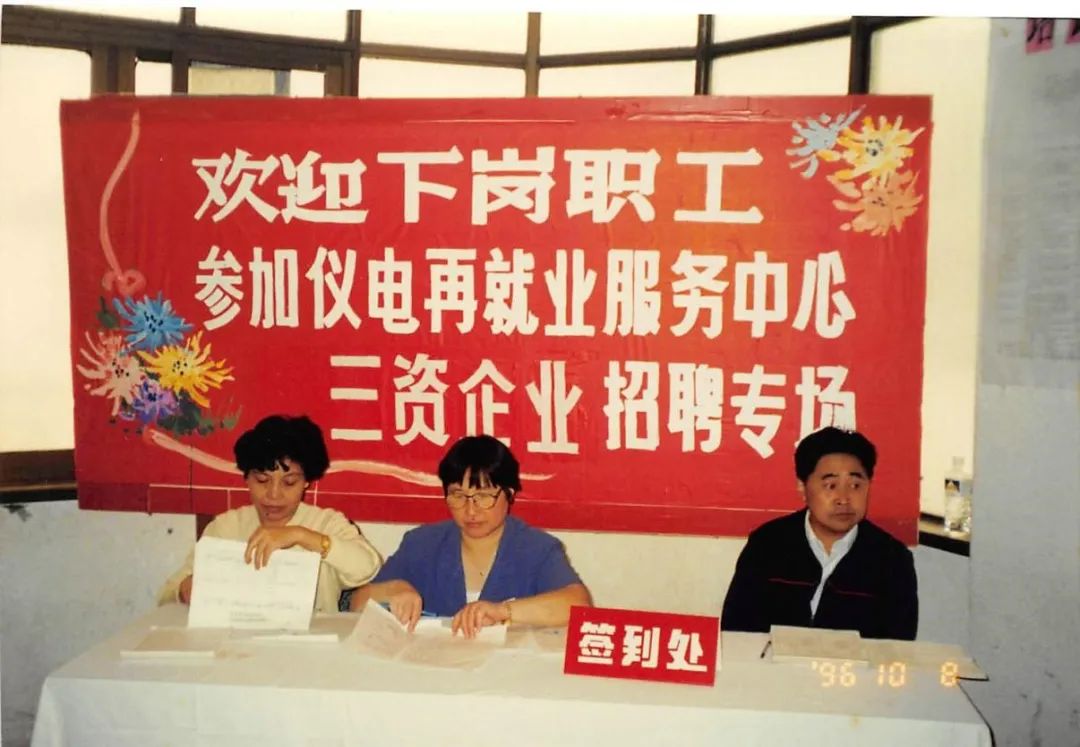 欢迎下岗职工
参加仪电再就业服务中心
三资企业 招聘专场
签到处
'96 10 8